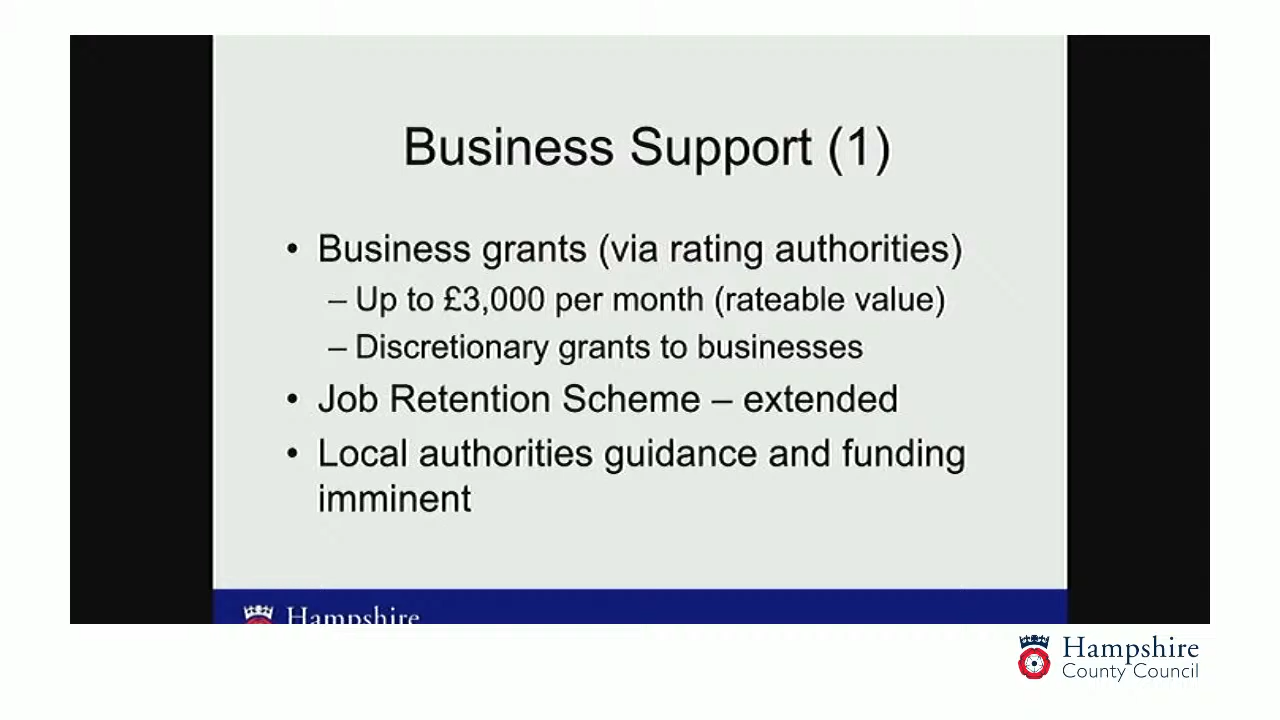 Business Support (1)
• Business grants (via rating authorities)
– Up to £3,000 per month (rateable value)
– Discretionary grants to businesses
• Job Retention Scheme – extended
• Local authorities guidance and funding
imminent
Hampshire
Hampshire
County Council